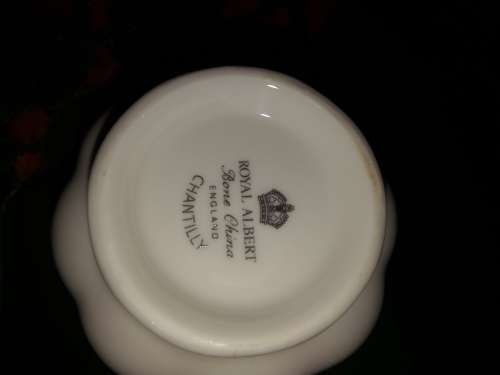 ROYAL ALBERT
Bone China
ENGLAND
CHANTILLY